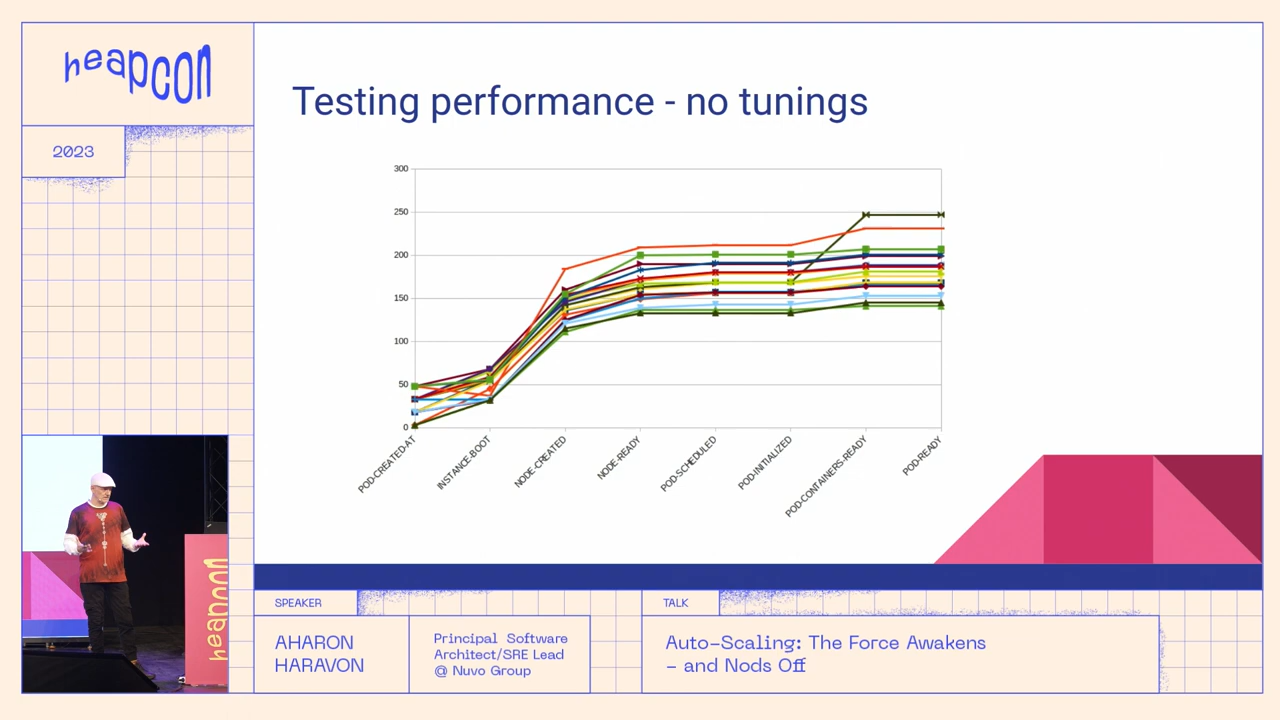 heapcon
2023
Testing performance - no tunings
300
250
200
150
100
50
0
POD-CREATED-AT
INSTANCE-BOOT
NODE-CREATED
NODE-READY
POD-SCHEDULED
POD-INITIALIZED
POD-CONTAINERS-READY
POD-READY
heapcon
SPEAKER
AHARON
HARAVON
Principal Software
Architect/SRE Lead
@ Nuvo Group
TALK
Auto-Scaling: The Force Awakens
- and Nods Off